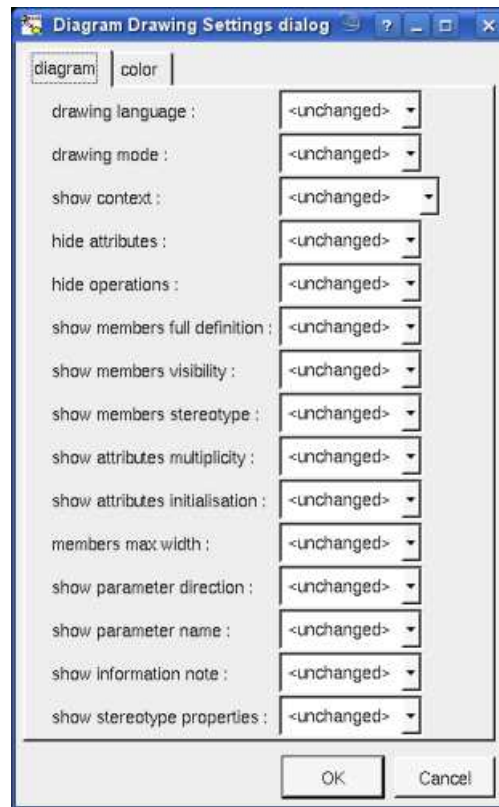 Diagram Drawing Settings dialog ?
diagram color
drawing language : <unchanged>
drawing mode : <unchanged>
show context : <unchanged>
hide attributes : <unchanged>
hide operations : <unchanged>
show members full definition : <unchanged>
show members visibility : <unchanged>
show members stereotype : <unchanged>
show attributes multiplicity : <unchanged>
show attributes initialisation : <unchanged>
members max width : <unchanged>
show parameter direction : <unchanged>
show parameter name : <unchanged>
show information note : <unchanged>
show stereotype properties : <unchanged>
OK Cancel